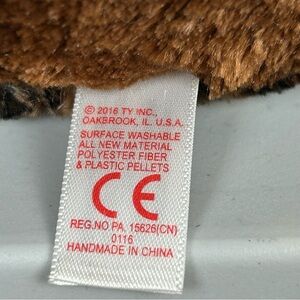 © 2016 TY INC.,
OAKBROOK, IL. U.S.A.
SURFACE WASHABLE
ALL NEW MATERIAL
POLYESTER FIBER
& PLASTIC PELLETS
CE
REG.NO PA. 15626(CN)
0116
HANDMADE IN CHINA